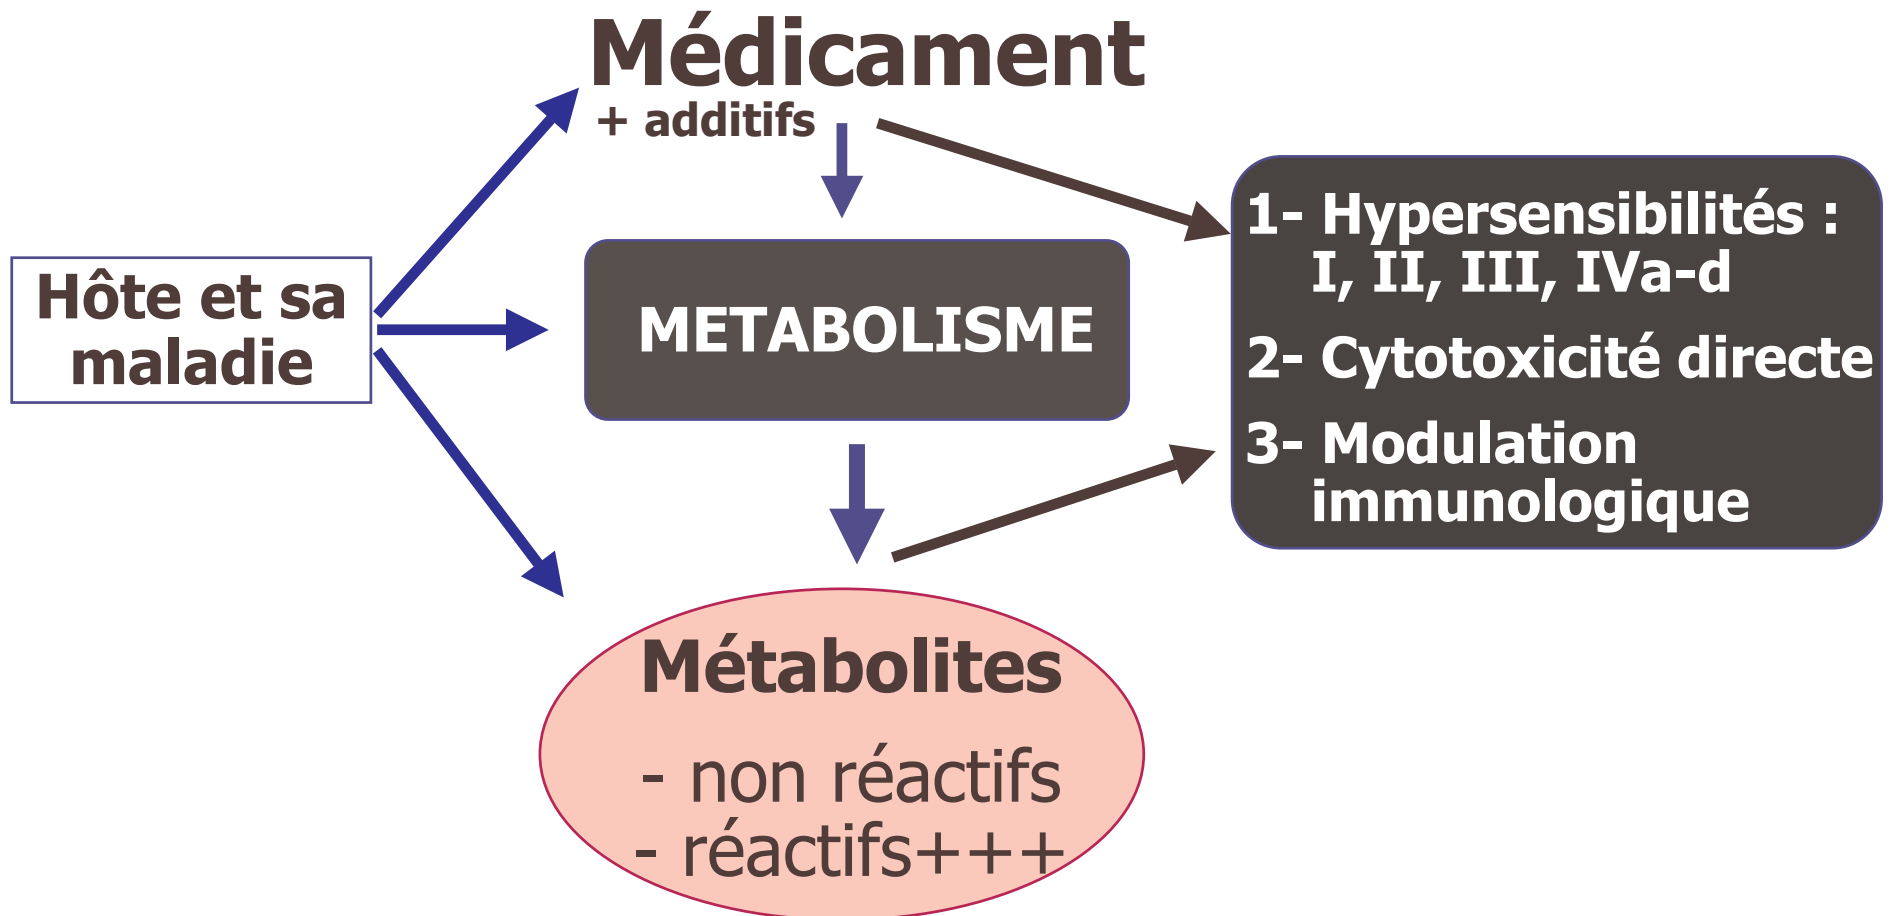 Médicament
+ additifs
Hôte et sa
maladie
METABOLISME
1- Hypersensibilités :
I, II, III, IVa-d
2- Cytotoxicité directe
3- Modulation
immunologique
Métabolites
- non réactifs
- réactifs+++